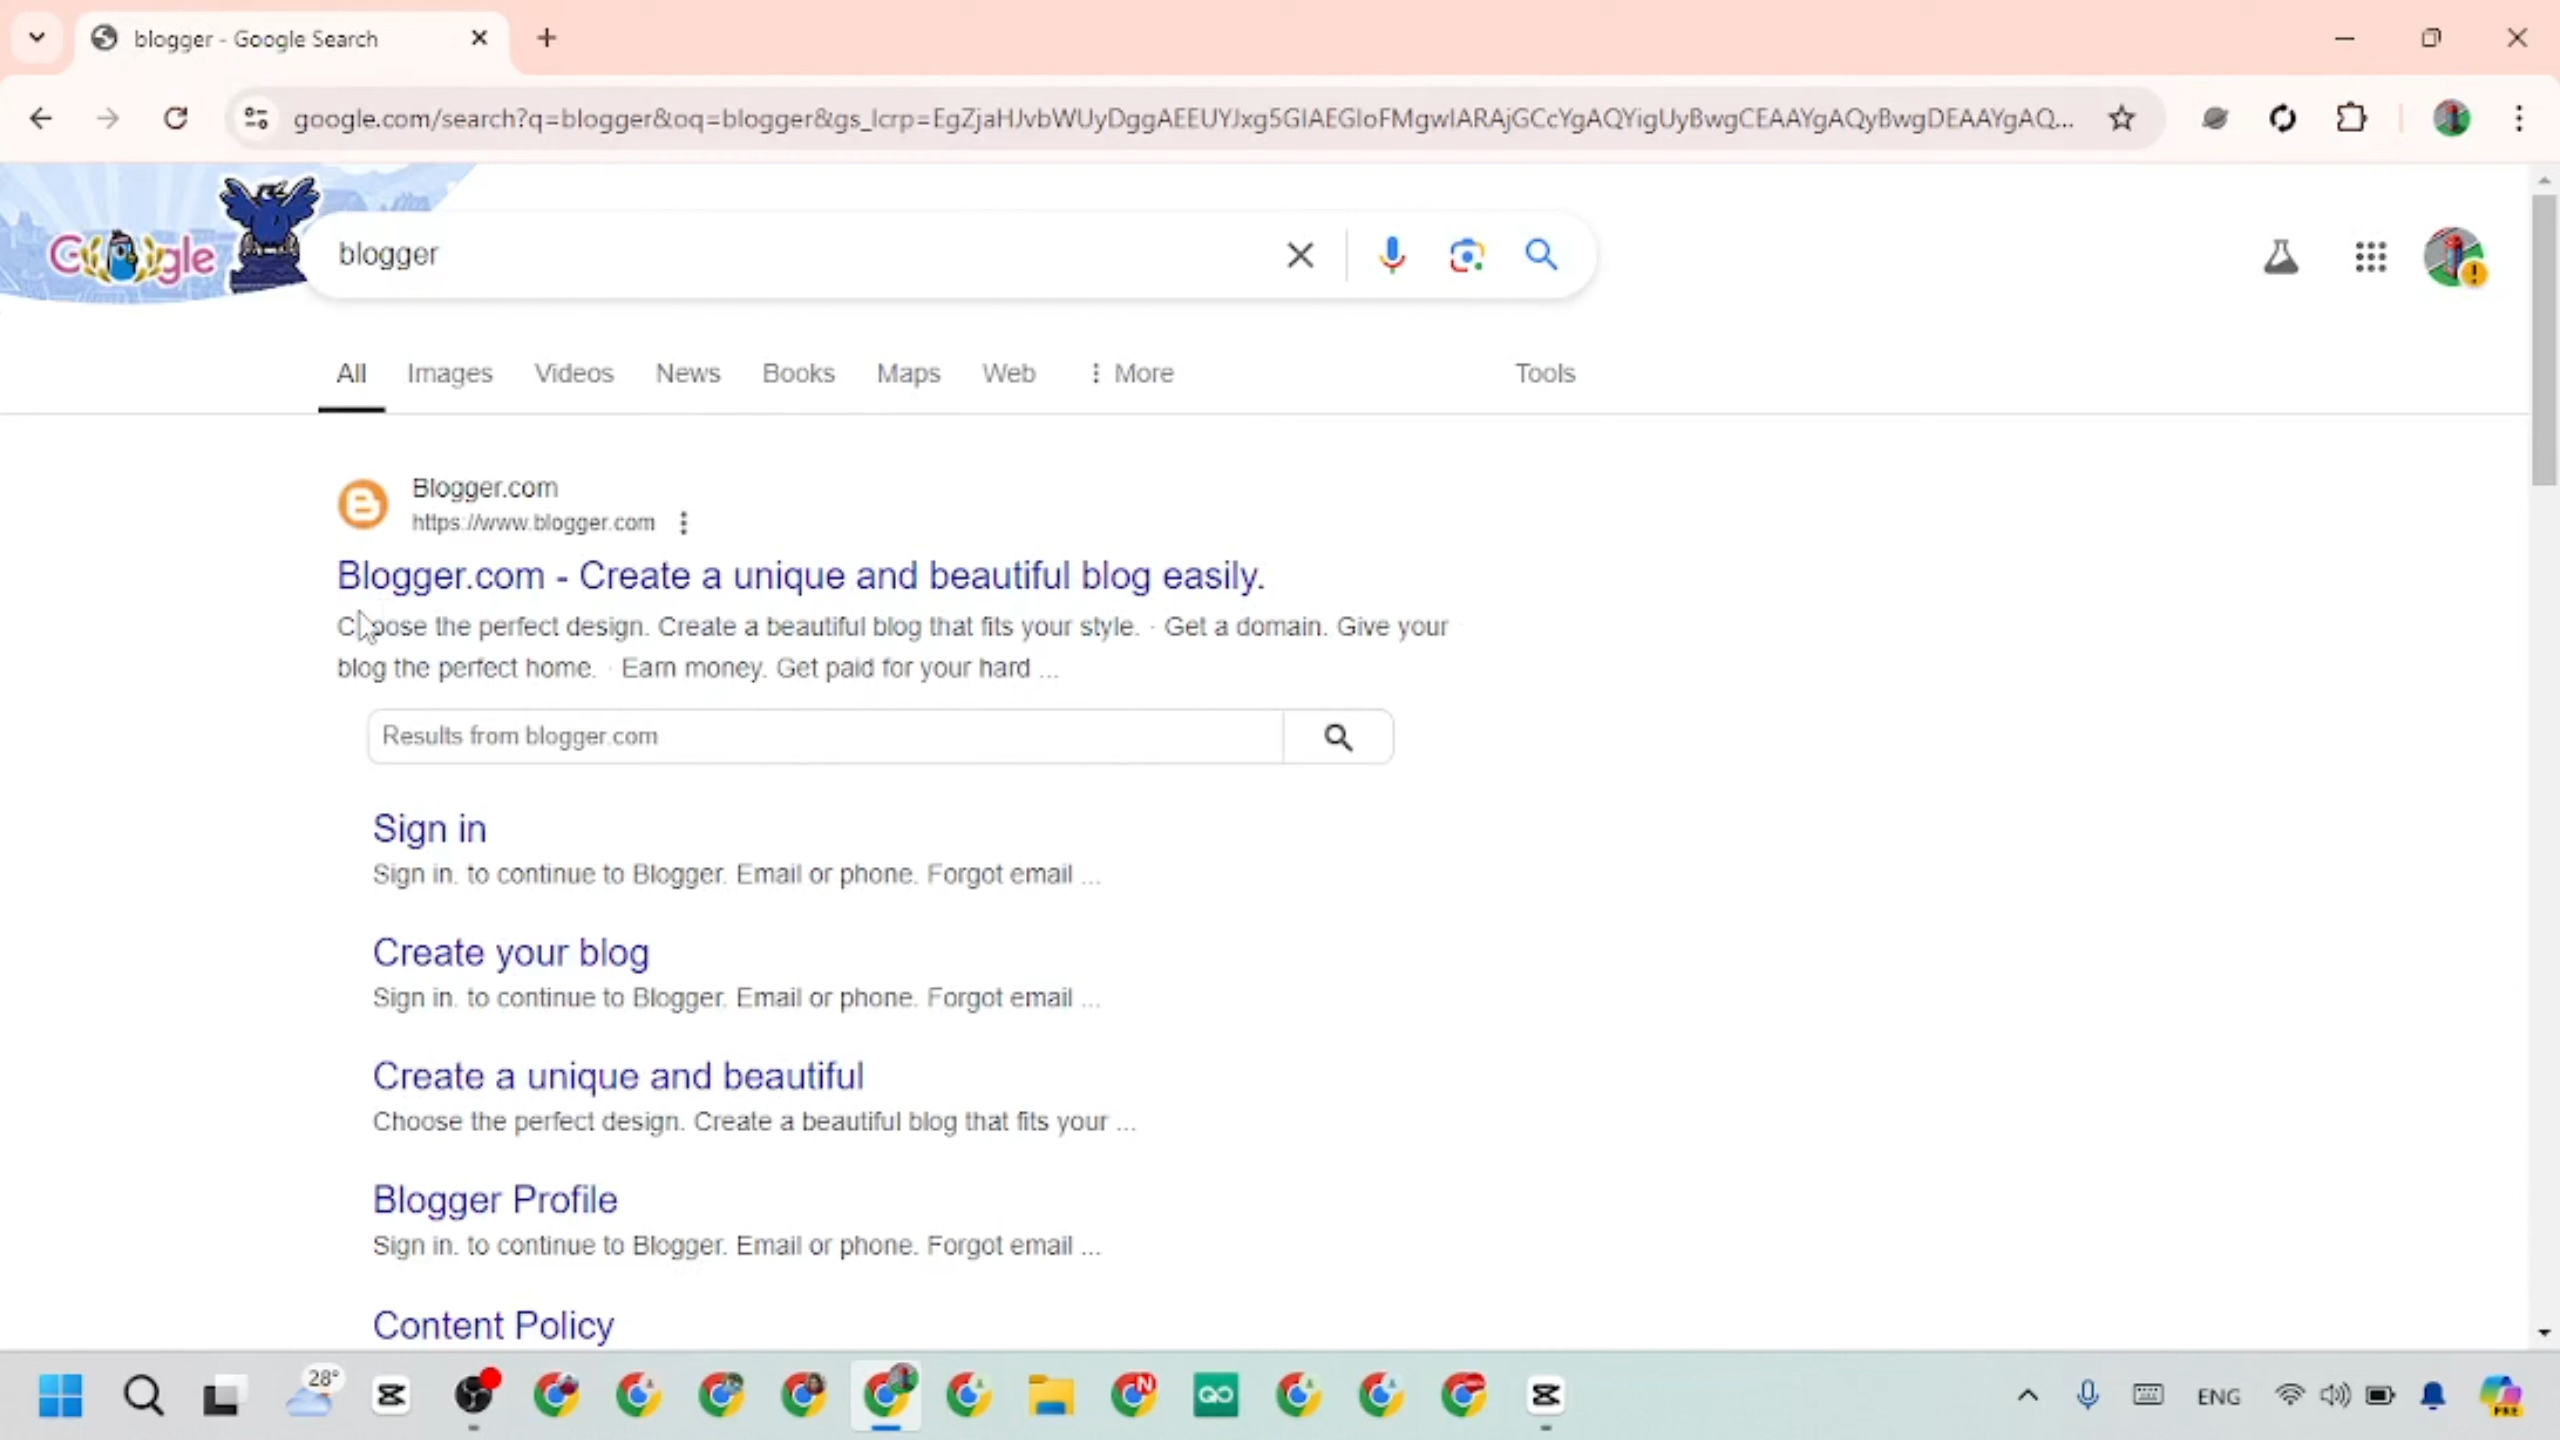 blogger - Google Search
google.com/search?q=blogger&oq=blogger&gs_lcrp=EgZjaHJvbWUyDggAEEUYJxg5GIAEGIoFMgwIARAjGCcYgAQYigUyBwgCEAAYgAQyBwgDEAAYgAQ...
Google
blogger
All Images Videos News Books Maps Web More Tools
Blogger.com
https://www.blogger.com
Blogger.com - Create a unique and beautiful blog easily.
Choose the perfect design. Create a beautiful blog that fits your style. · Get a domain. Give your
blog the perfect home. · Earn money. Get paid for your hard ...
Results from blogger.com
Sign in
Sign in. to continue to Blogger. Email or phone. Forgot email ...
Create your blog
Sign in. to continue to Blogger. Email or phone. Forgot email ...
Create a unique and beautiful
Choose the perfect design. Create a beautiful blog that fits your ...
Blogger Profile
Sign in. to continue to Blogger. Email or phone. Forgot email ...
Content Policy
28°
N
ENG
PRE